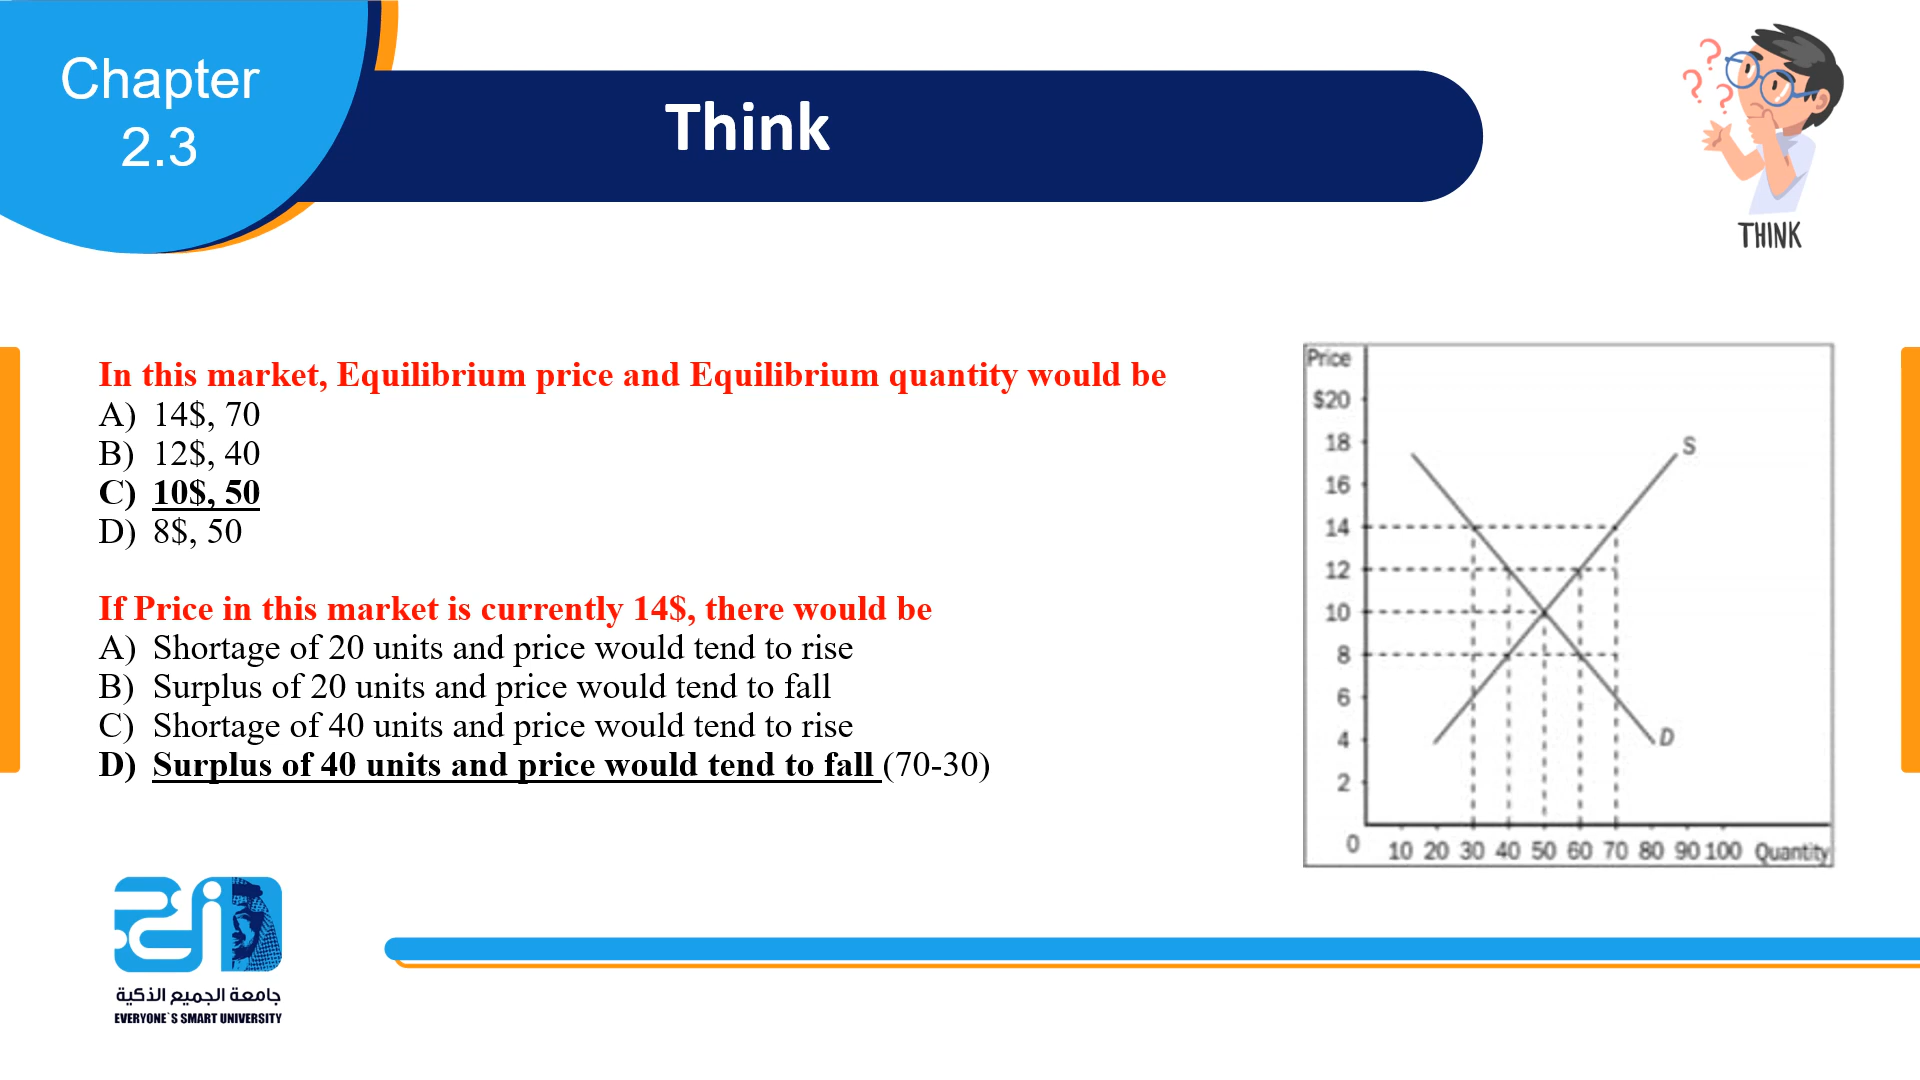 Chapter
2.3
Think
? ? ?
THINK
In this market, Equilibrium price and Equilibrium quantity would be
A) 14$, 70
B) 12$, 40
C) 10$, 50
D) 8$, 50
If Price in this market is currently 14$, there would be
A) Shortage of 20 units and price would tend to rise
B) Surplus of 20 units and price would tend to fall
C) Shortage of 40 units and price would tend to rise
D) Surplus of 40 units and price would tend to fall (70-30)
Price
$20
18
16
14
12
10
8
6
4
2
0
S
D
10 20 30 40 50 60 70 80 90 100 Quantity
جامعة الجميع الذكية
EVERYONE`S SMART UNIVERSITY